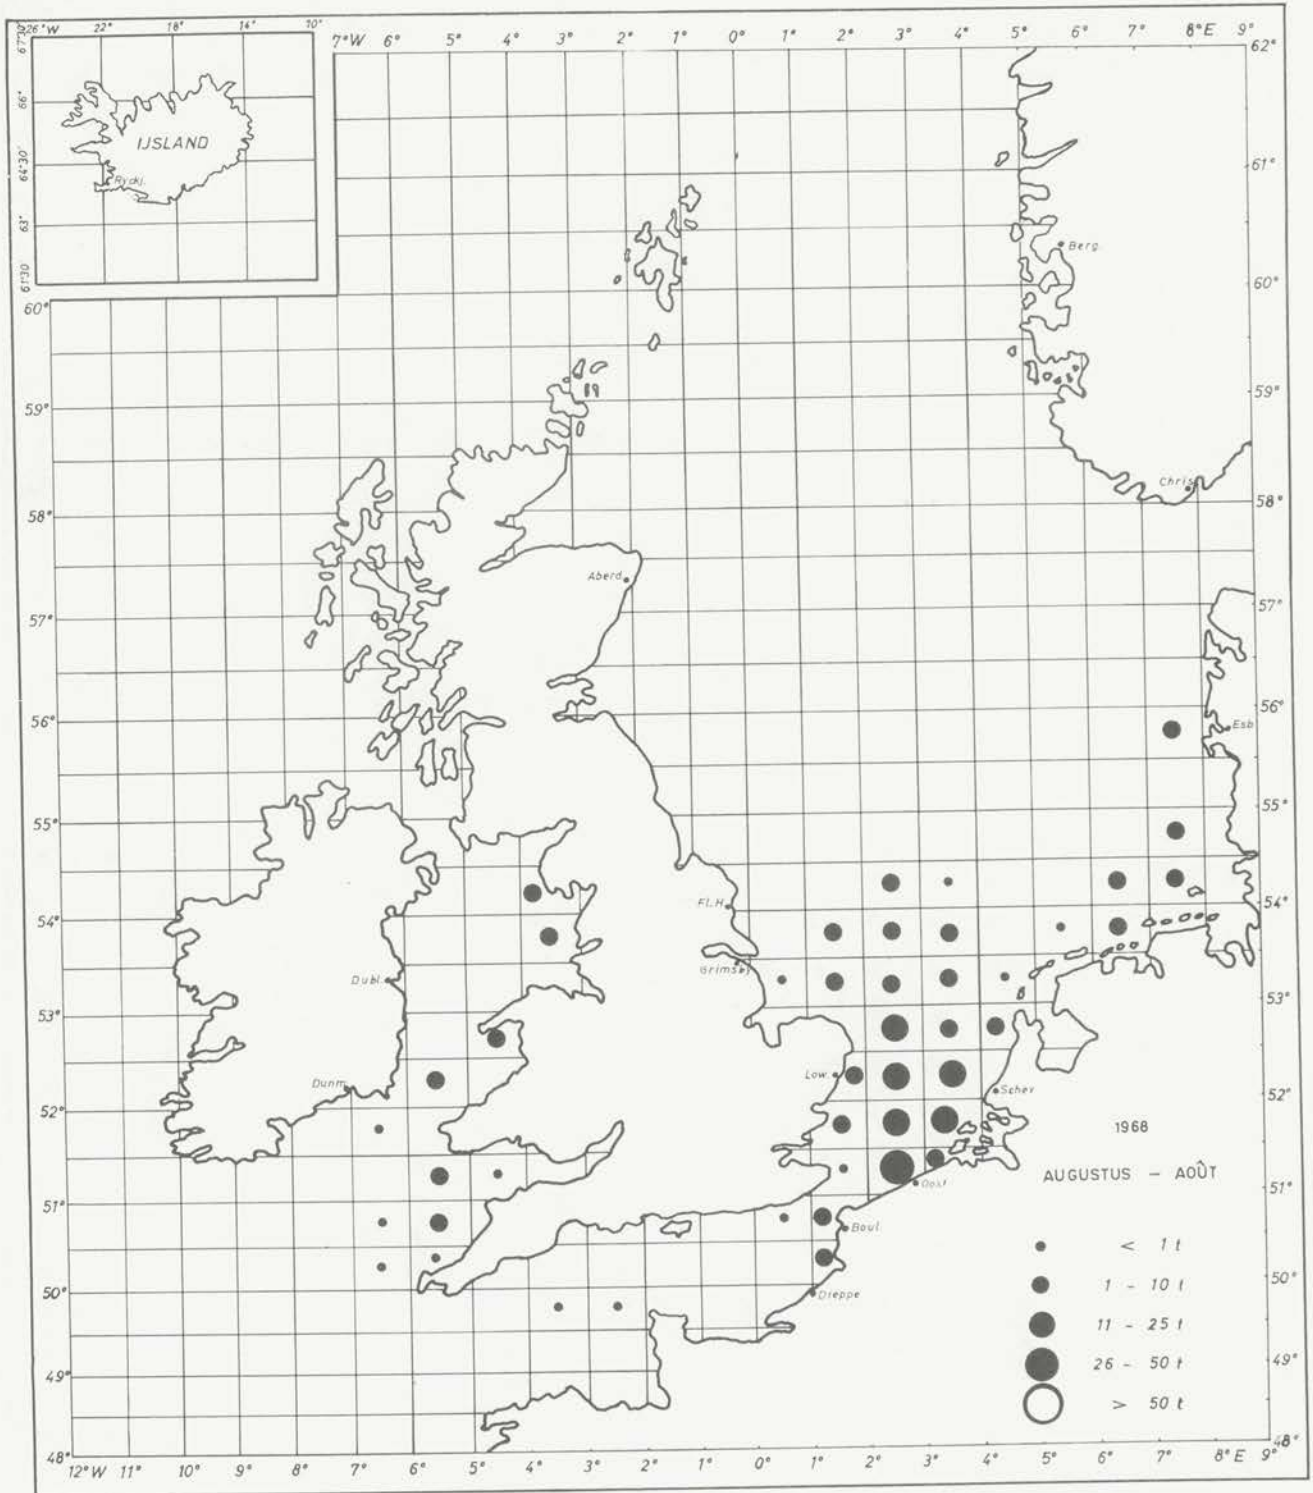 26°W 22° 18° 14° 10°
67°30
66°
64°30
63°
61°30
IJSLAND
7°W 6° 5° 4° 3° 2° 1° 0° 1° 2° 3° 4° 5° 6° 7° 8°E 9°
62°
61°
Berg.
60°
60°
59°
59°
Chris
58°
58°
Aberd.
57°
57°
56°
56°
Esb
55°
55°
54°
54°
Fl.H.
Grimsby
Dubl.
53°
53°
Low.
Schev
Dunm.
52°
52°
1968
AUGUSTUS – AOÛT
51°
51°
Oost
Boul.
< 1 t
50°
50°
Dieppe
1 – 10 t
11 – 25 t
26 – 50 t
> 50 t
49°
49°
48°
48°
12°W 11° 10° 9° 8° 7° 6° 5° 4° 3° 2° 1° 0° 1° 2° 3° 4° 5° 6° 7° 8°E 9°